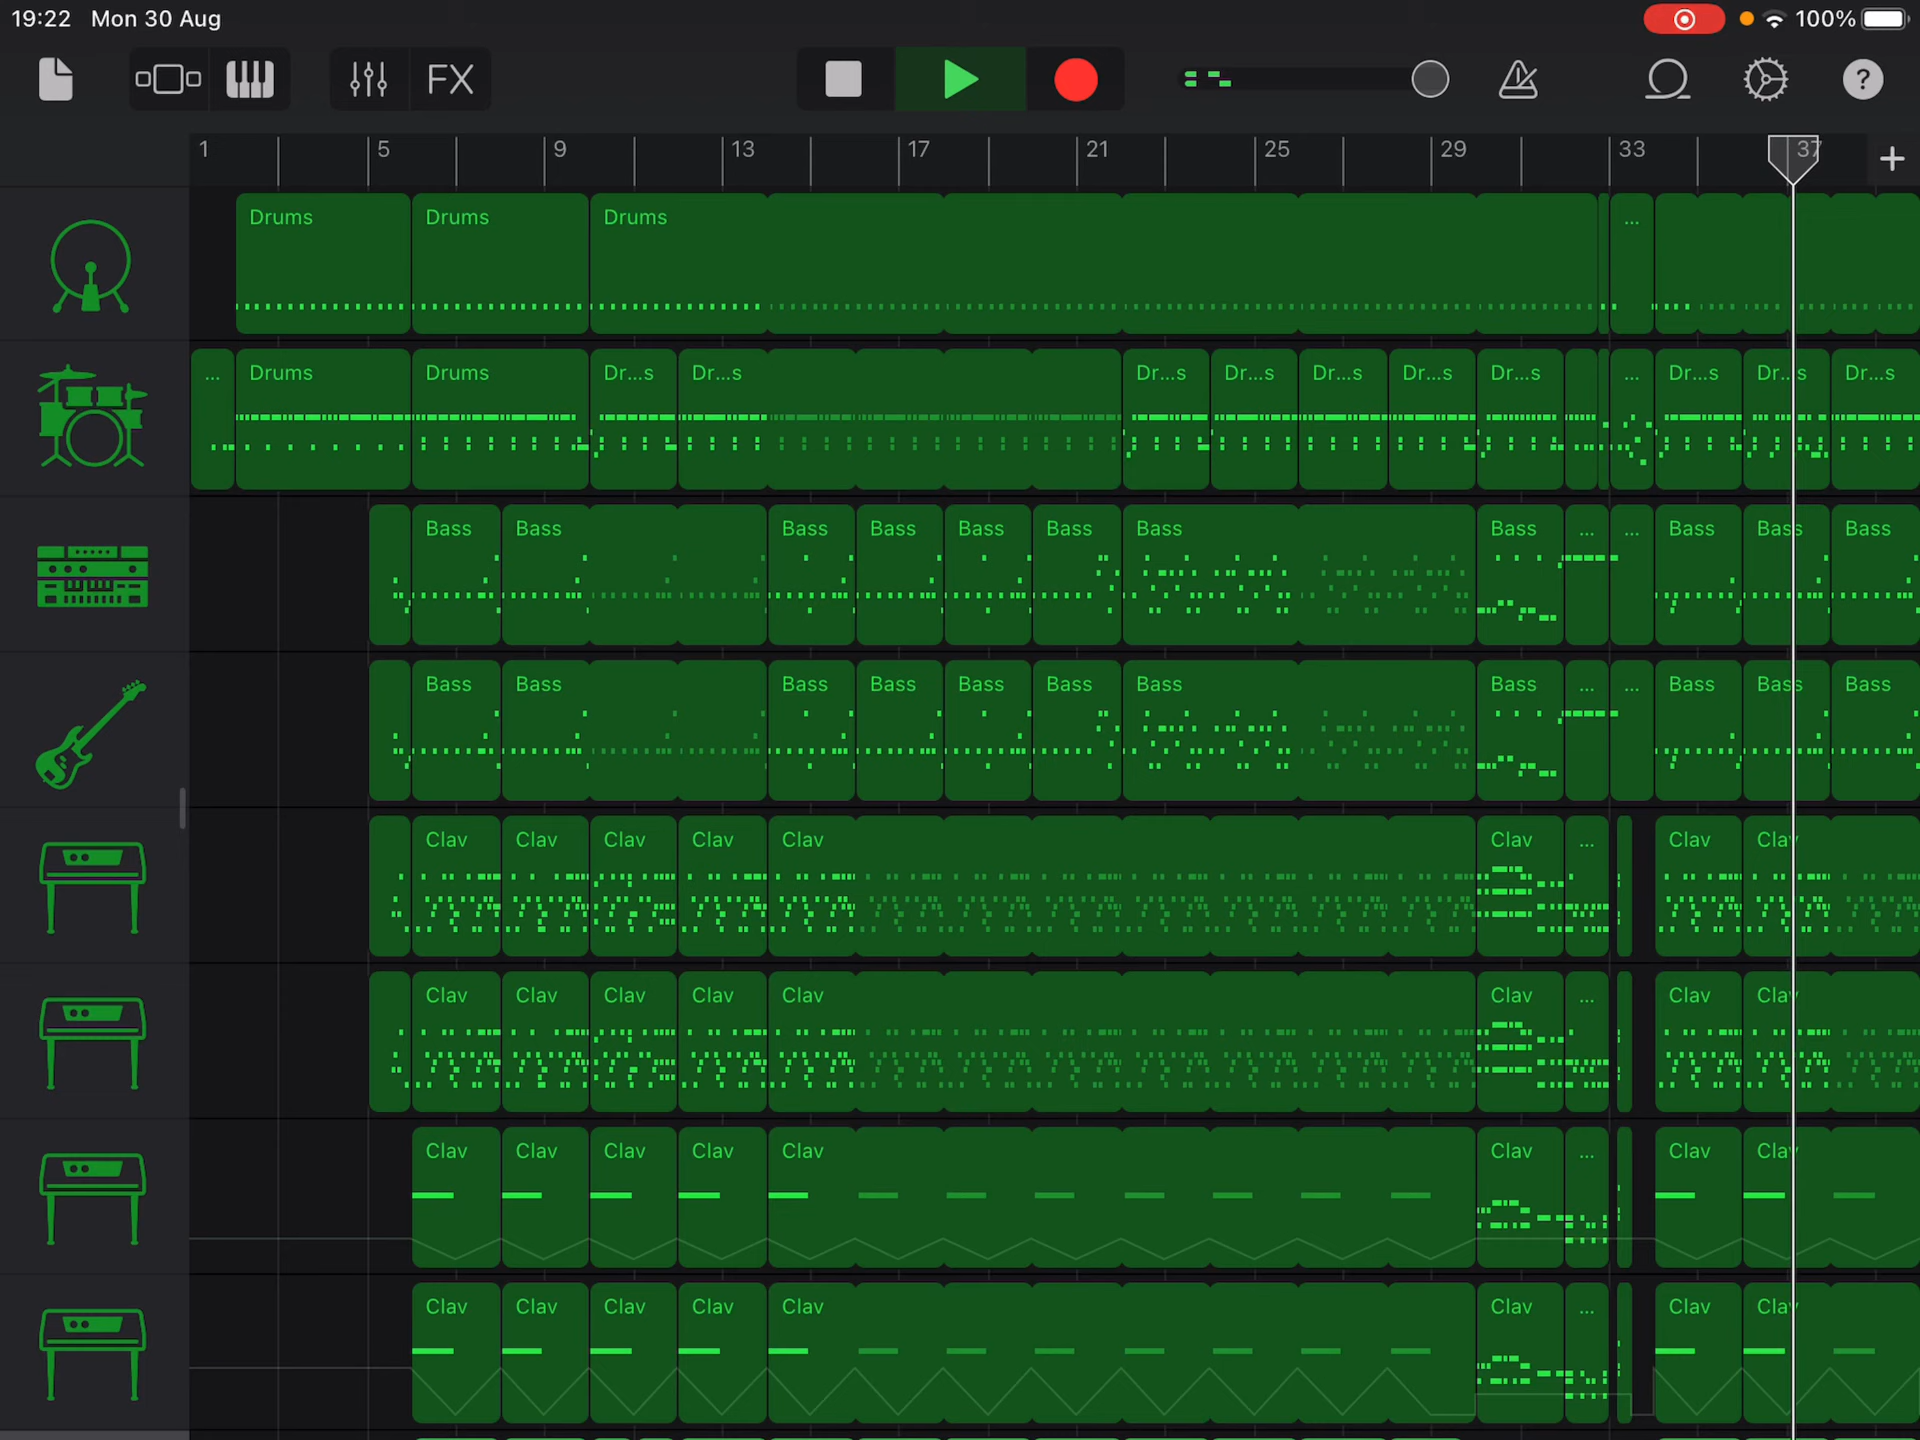 19:22 Mon 30 Aug 100%
FX ?
1 5 9 13 17 21 25 29 33 37 +
Drums Drums Drums ...
... Drums Drums Dr...s Dr...s Dr...s Dr...s Dr...s Dr...s Dr...s ... Dr...s Dr...s Dr...s
Bass Bass Bass Bass Bass Bass Bass Bass ... ... Bass Bass Bass
Bass Bass Bass Bass Bass Bass Bass Bass ... ... Bass Bass Bass
Clav Clav Clav Clav Clav Clav ... Clav Clav
Clav Clav Clav Clav Clav Clav ... Clav Clav
Clav Clav Clav Clav Clav Clav ... Clav Clav
Clav Clav Clav Clav Clav Clav ... Clav Clav